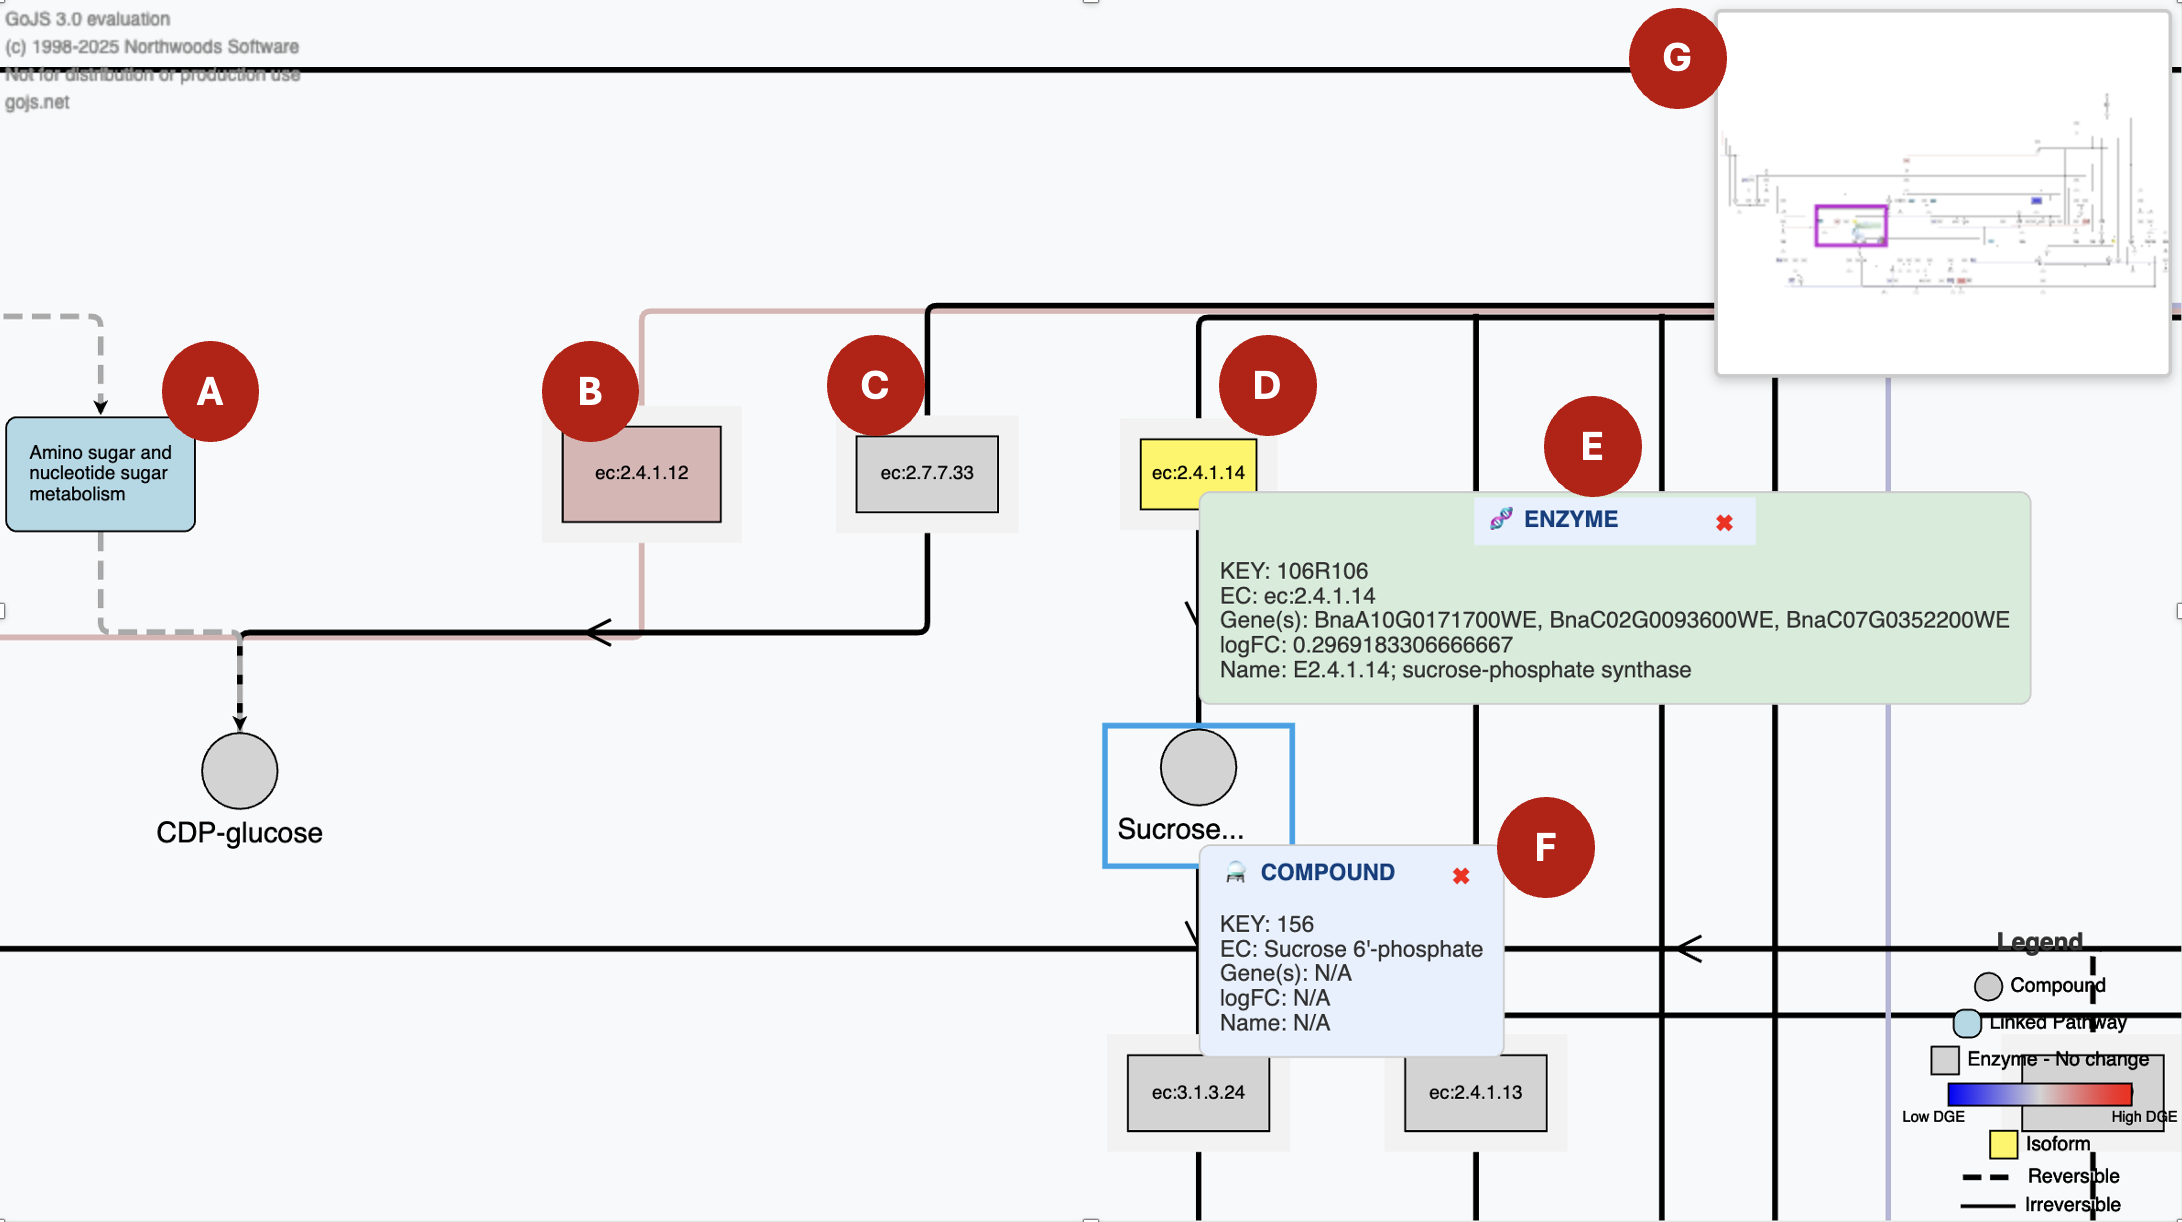 GoJS 3.0 evaluation
(c) 1998-2025 Northwoods Software
Not for distribution or production use
gojs.net
G
A
B
C
D
E
Amino sugar and
nucleotide sugar
metabolism
ec:2.4.1.12
ec:2.7.7.33
ec:2.4.1.14
ENZYME
KEY: 106R106
EC: ec:2.4.1.14
Gene(s): BnaA10G0171700WE, BnaC02G0093600WE, BnaC07G0352200WE
logFC: 0.2969183306666667
Name: E2.4.1.14; sucrose-phosphate synthase
CDP-glucose
Sucrose...
F
COMPOUND
KEY: 156
EC: Sucrose 6'-phosphate
Gene(s): N/A
logFC: N/A
Name: N/A
ec:3.1.3.24
ec:2.4.1.13
Legend
Compound
Linked Pathway
Enzyme - No change
Low DGE
High DGE
Isoform
Reversible
Irreversible